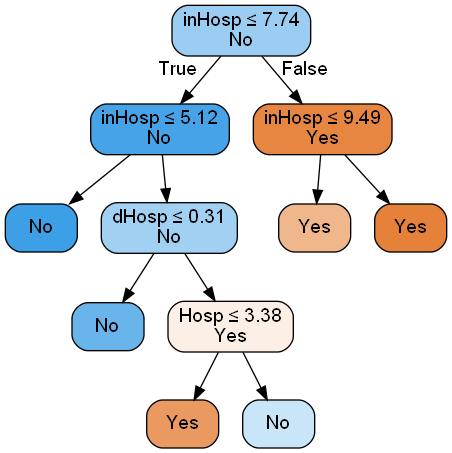 inHosp ≤ 7.74
No
True
False
inHosp ≤ 5.12
No
inHosp ≤ 9.49
Yes
No
dHosp ≤ 0.31
No
Yes
Yes
No
Hosp ≤ 3.38
Yes
Yes
No